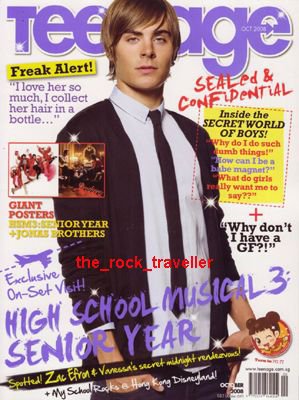 Teenage
OCT 2008
Freak Alert!
"I love her so
much, I collect
her hair in a
bottle..."
SEALED &
CONFIDENTIAL
Inside the
SECRET WORLD
OF BOYS!
"Why do I do such
dumb things!"
"How can I be a
babe magnet?"
"What do girls
really want me to
say??"
+
"Why don't
I have a
GF?!"
GIANT
POSTERS
HSM3: SENIOR YEAR
+JONAS BROTHERS
the_rock_traveller
Exclusive
On-Set Visit!
HIGH SCHOOL MUSICAL 3:
SENIOR YEAR
Spotted! Zac Efron & Vanessa's secret midnight rendezvous!
+ My School Rocks @ Hong Kong Disneyland!
OCTOBER
2008